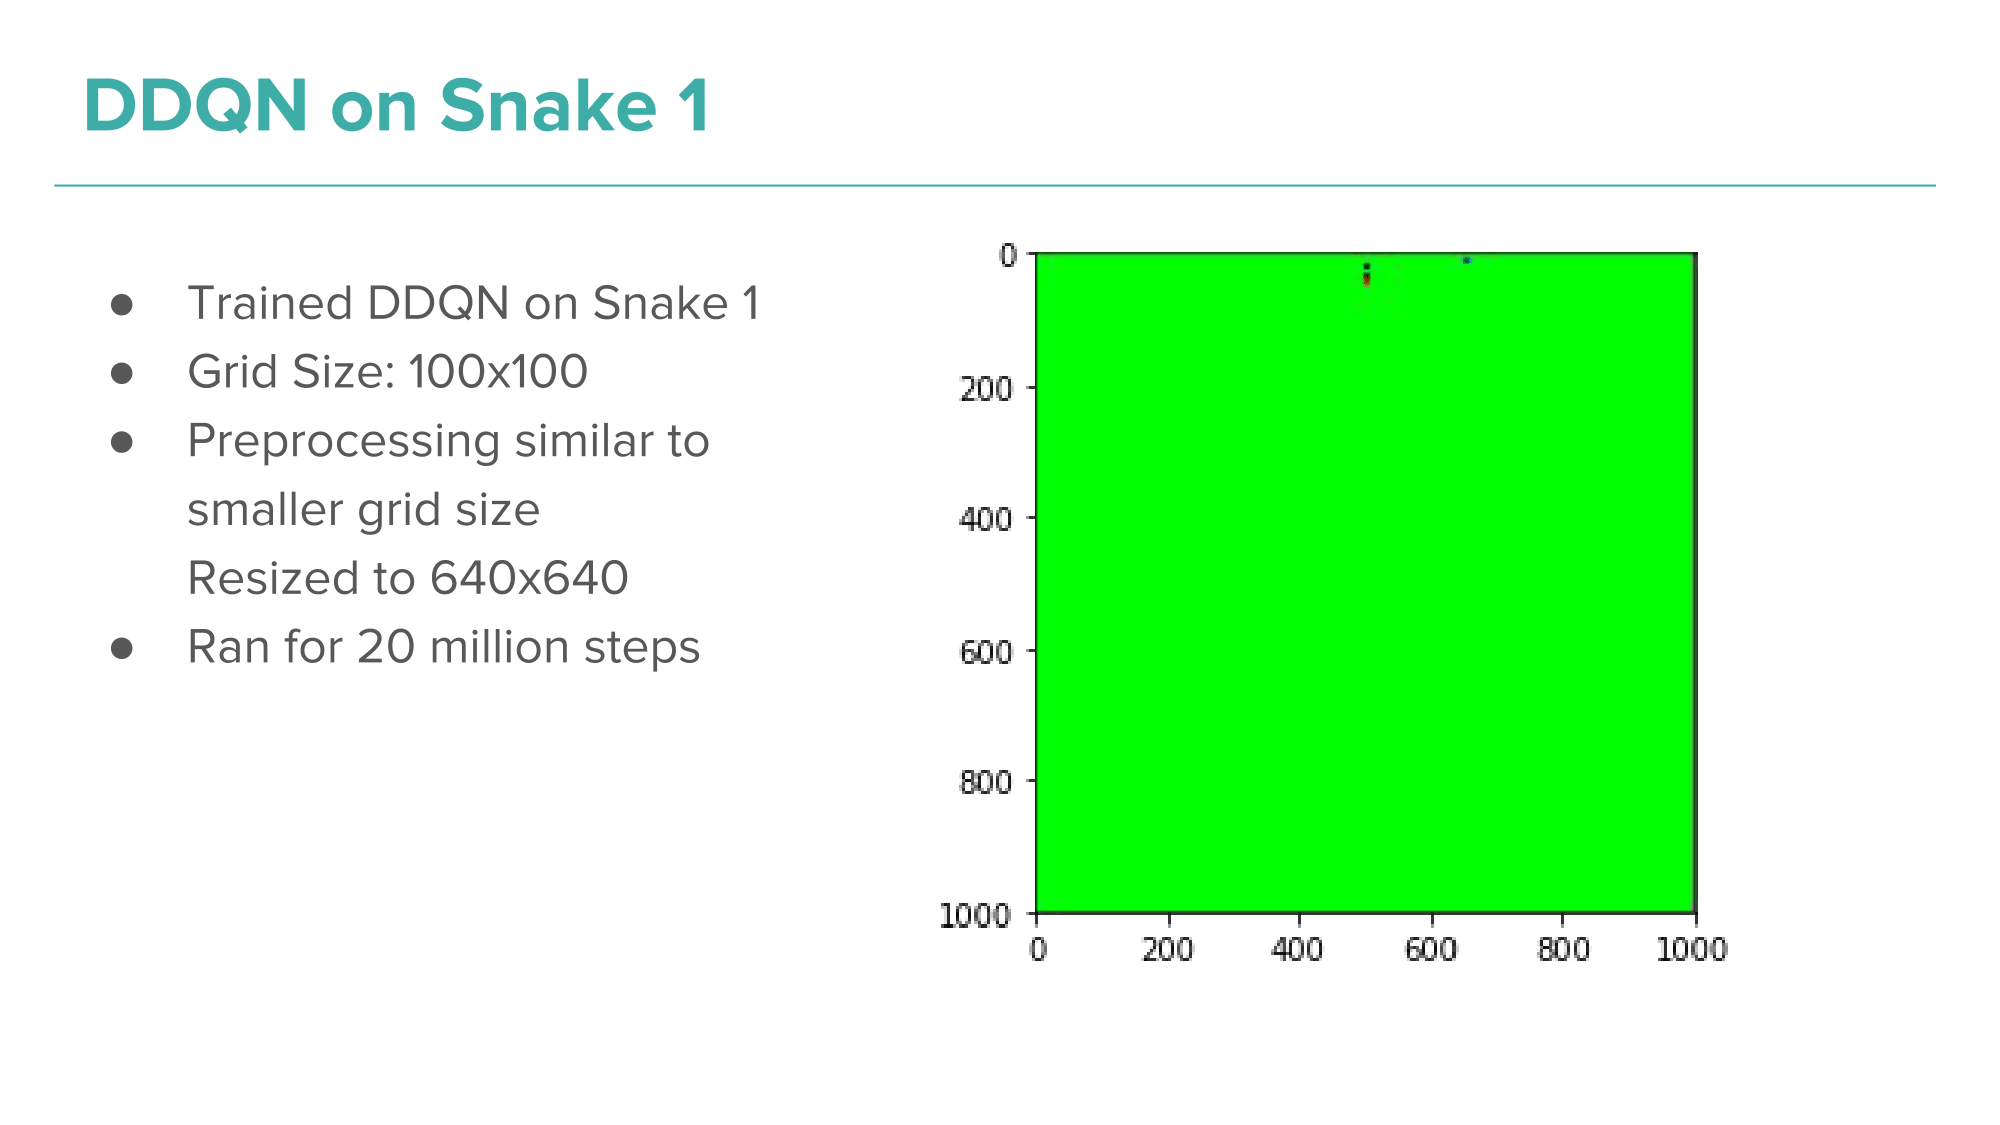 DDQN on Snake 1
● Trained DDQN on Snake 1
● Grid Size: 100x100
● Preprocessing similar to
smaller grid size
Resized to 640x640
● Ran for 20 million steps
0
200
400
600
800
1000
0 200 400 600 800 1000